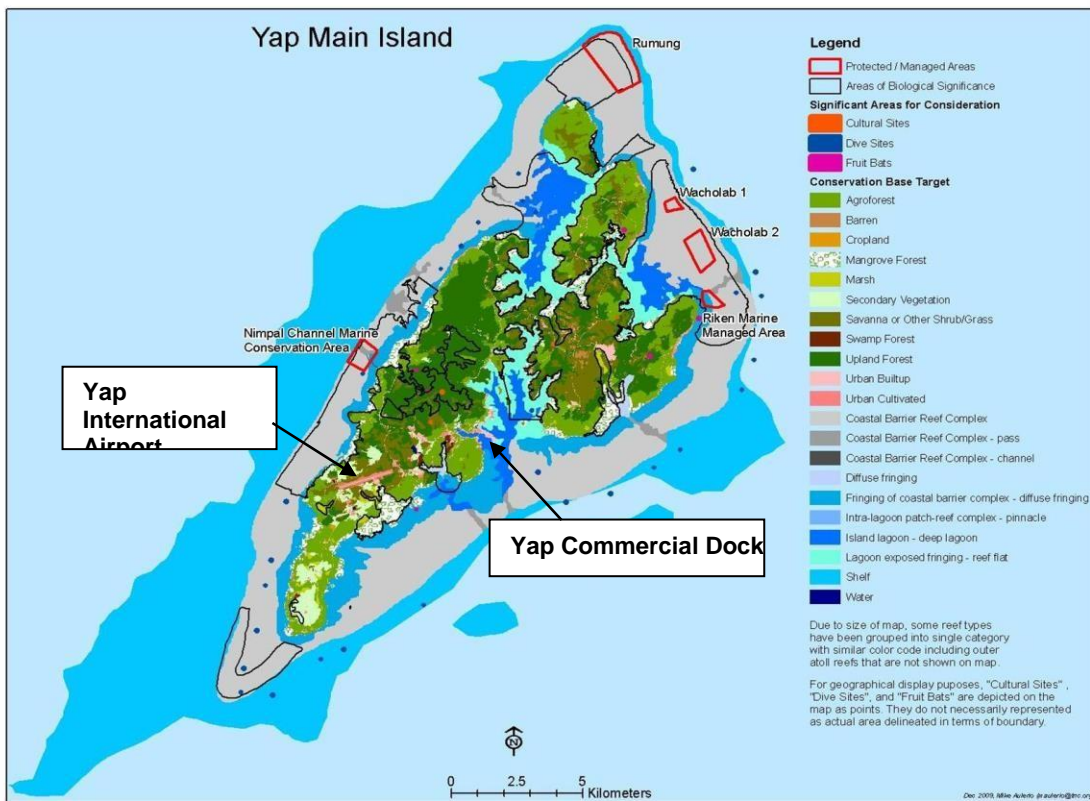 Yap Main Island
Rumung
Wacholab 1
Wacholab 2
Riken Marine
Managed Area
Nimpal Channel Marine
Conservation Area
Yap
International
Airport
Yap Commercial Dock
N
0 2.5 5
Kilometers
Legend
Protected / Managed Areas
Areas of Biological Significance
Significant Areas for Consideration
Cultural Sites
Dive Sites
Fruit Bats
Conservation Base Target
Agroforest
Barren
Cropland
Mangrove Forest
Marsh
Secondary Vegetation
Savanna or Other Shrub/Grass
Swamp Forest
Upland Forest
Urban Builtup
Urban Cultivated
Coastal Barrier Reef Complex
Coastal Barrier Reef Complex - pass
Coastal Barrier Reef Complex - channel
Diffuse fringing
Fringing of coastal barrier complex - diffuse fringing
Intra-lagoon patch-reef complex - pinnacle
Island lagoon - deep lagoon
Lagoon exposed fringing - reef flat
Shelf
Water
Due to size of map, some reef types
have been grouped into single category
with similar color code including outer
atoll reefs that are not shown on map.
For geographical display puposes, "Cultural Sites" ,
"Dive Sites", and "Fruit Bats" are depicted on the
map as points. They do not necessarily represented
as actual area delineated in terms of boundary.
Dec 2009, Mike